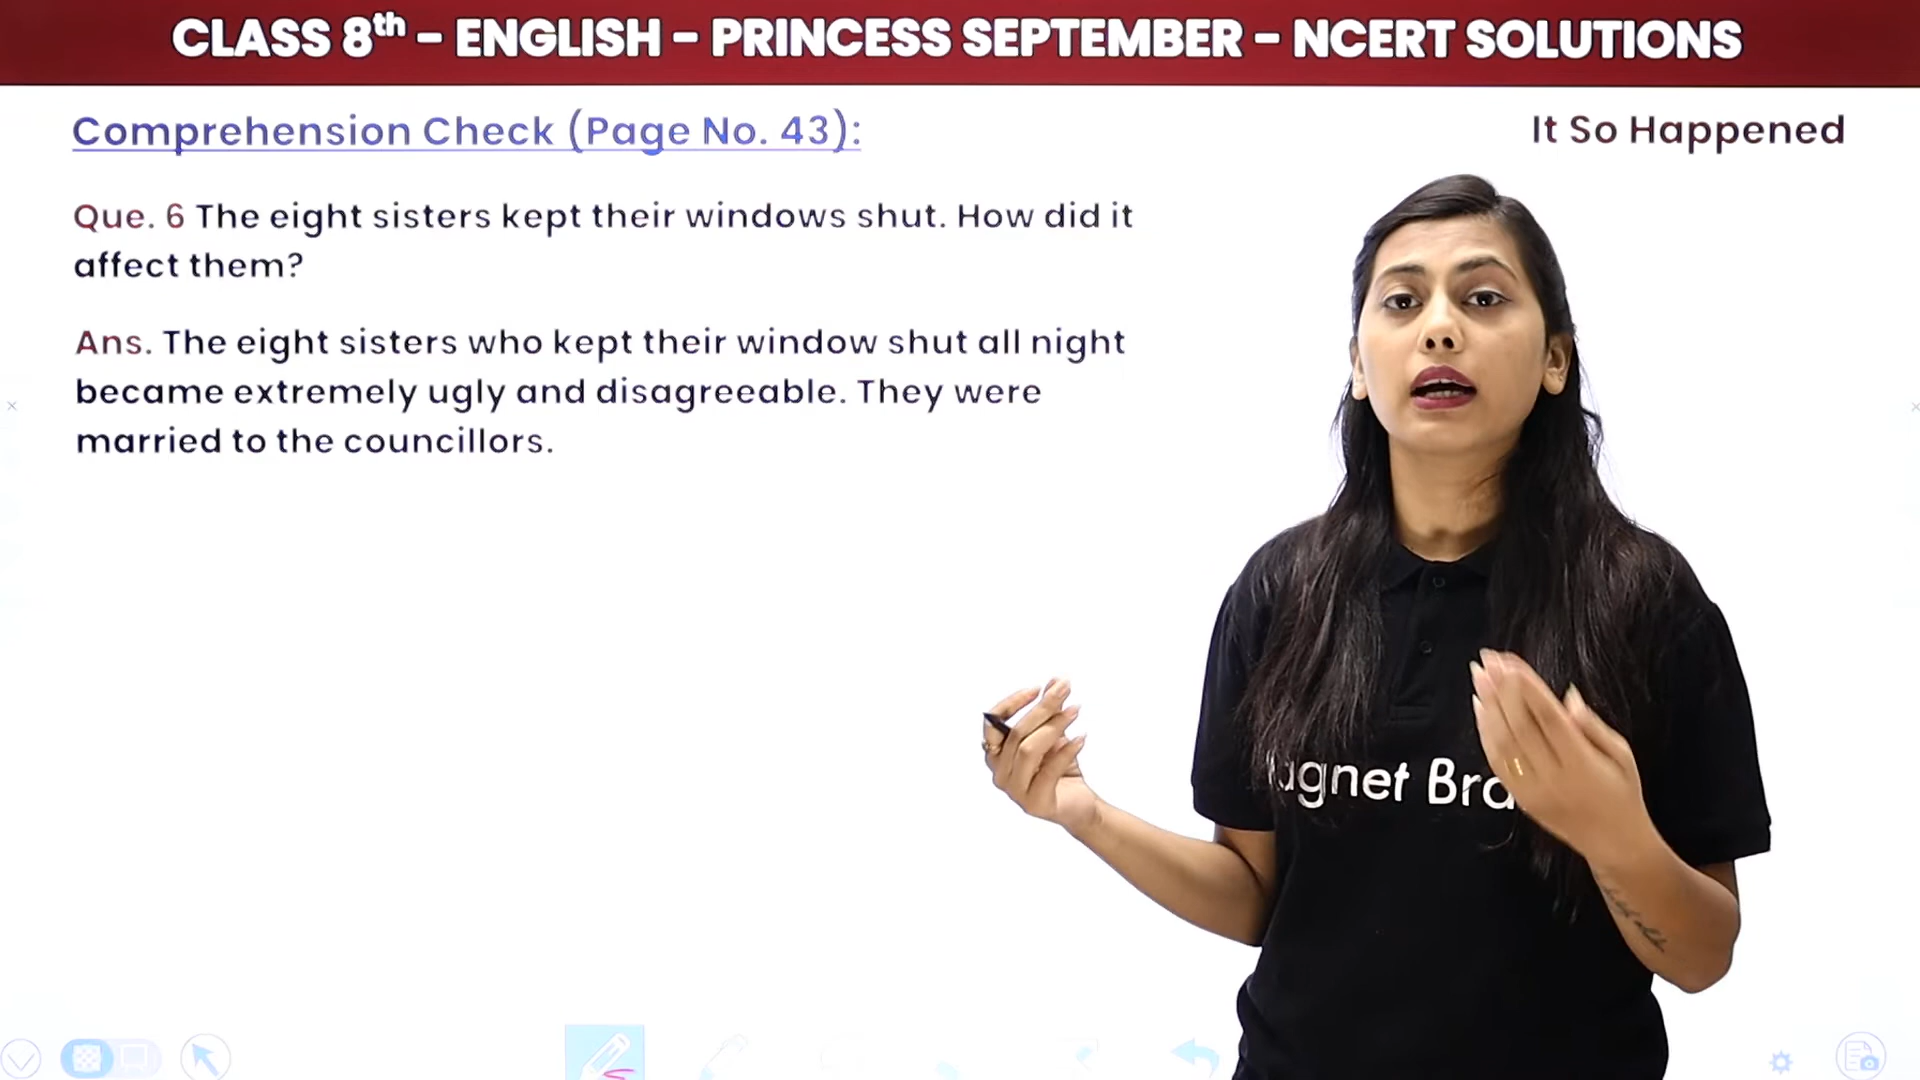 CLASS 8th – ENGLISH – PRINCESS SEPTEMBER – NCERT SOLUTIONS
Comprehension Check (Page No. 43):
It So Happened
Que. 6 The eight sisters kept their windows shut. How did it
affect them?
Ans. The eight sisters who kept their window shut all night
became extremely ugly and disagreeable. They were
married to the councillors.
agnet Bra